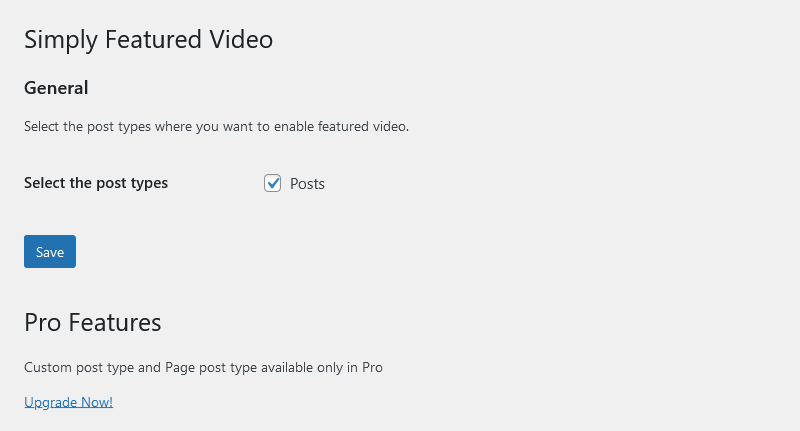 Simply Featured Video
General
Select the post types where you want to enable featured video.
Select the post types Posts
Save
Pro Features
Custom post type and Page post type available only in Pro
Upgrade Now!